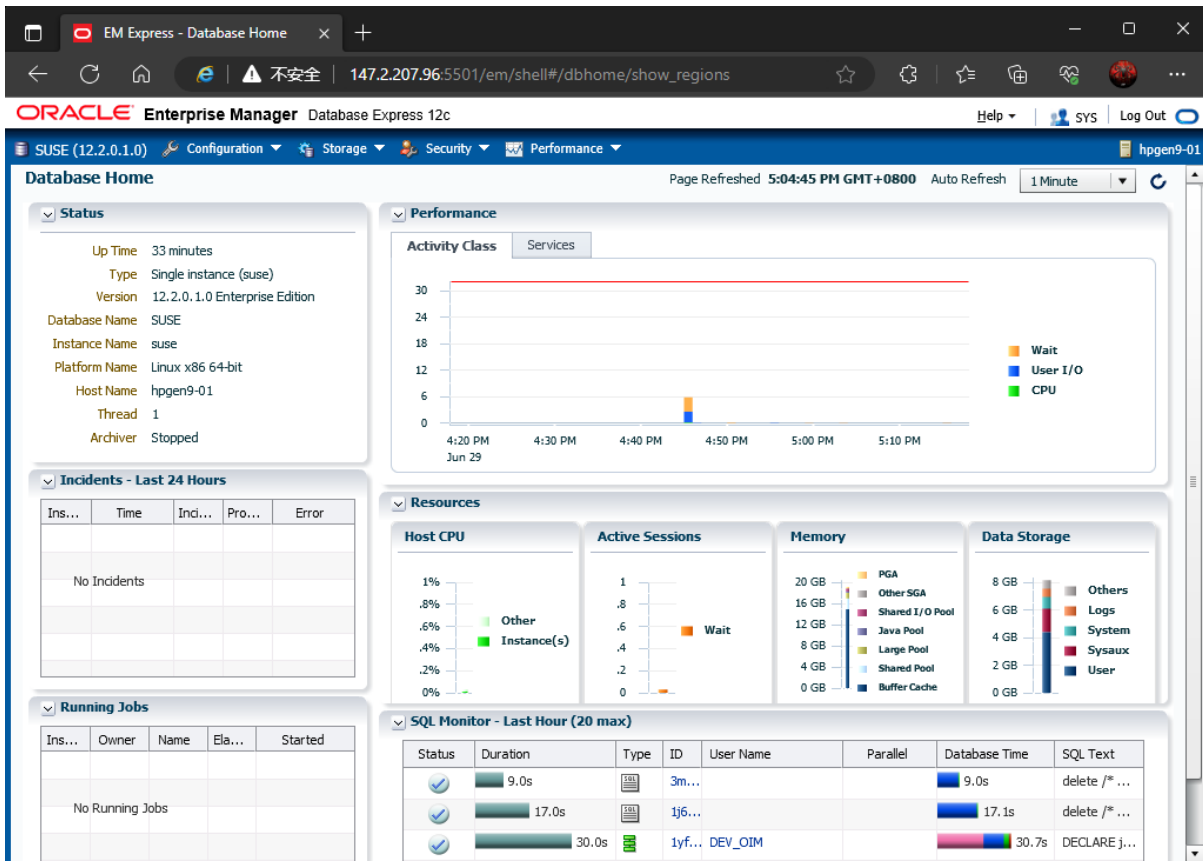 EM Express - Database Home
不安全 147.2.207.96:5501/em/shell#/dbhome/show_regions
ORACLE Enterprise Manager Database Express 12c
Help SYS Log Out
SUSE (12.2.0.1.0) Configuration Storage Security Performance hpgen9-01
Database Home
Page Refreshed 5:04:45 PM GMT+0800 Auto Refresh 1 Minute
Status
Up Time 33 minutes
Type Single instance (suse)
Version 12.2.0.1.0 Enterprise Edition
Database Name SUSE
Instance Name suse
Platform Name Linux x86 64-bit
Host Name hpgen9-01
Thread 1
Archiver Stopped
Incidents - Last 24 Hours
Ins... Time Inci... Pro... Error
No Incidents
Running Jobs
Ins... Owner Name Ela... Started
No Running Jobs
Performance
Activity Class Services
30
24
18
12
6
0
4:20 PM 4:30 PM 4:40 PM 4:50 PM 5:00 PM 5:10 PM
Jun 29
Wait
User I/O
CPU
Resources
Host CPU
1%
.8%
.6%
.4%
.2%
0%
Other
Instance(s)
Active Sessions
1
.8
.6
.4
.2
0
Wait
Memory
20 GB
16 GB
12 GB
8 GB
4 GB
0 GB
PGA
Other SGA
Shared I/O Pool
Java Pool
Large Pool
Shared Pool
Buffer Cache
Data Storage
8 GB
6 GB
4 GB
2 GB
0 GB
Others
Logs
System
Sysaux
User
SQL Monitor - Last Hour (20 max)
Status Duration Type ID User Name Parallel Database Time SQL Text
9.0s SQL 3m... 9.0s delete /* ...
17.0s SQL 1j6... 17.1s delete /* ...
30.0s 1yf... DEV_OIM 30.7s DECLARE j...